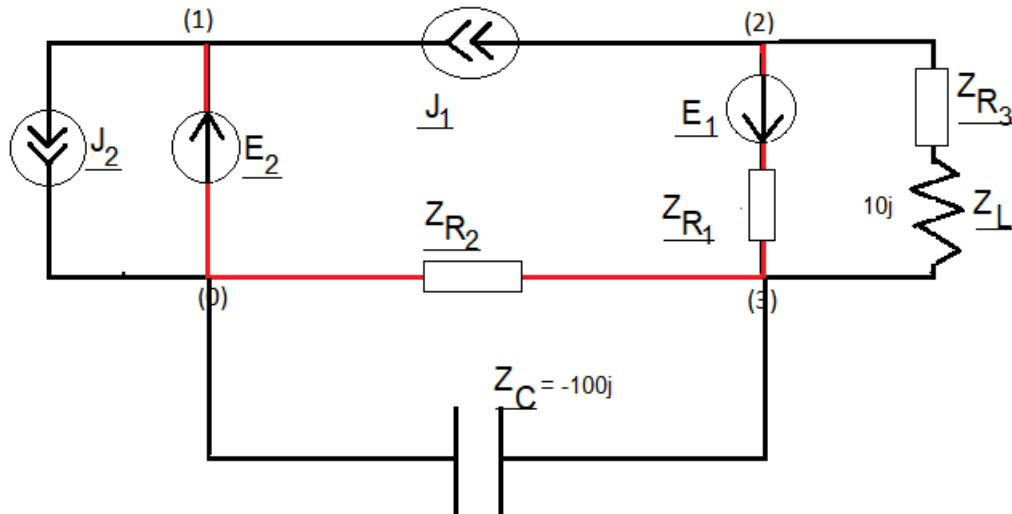 (1)
(2)
J1
J2
E2
E1
ZR3
ZR2
ZR1
10j
ZL
(0)
(3)
ZC = -100j